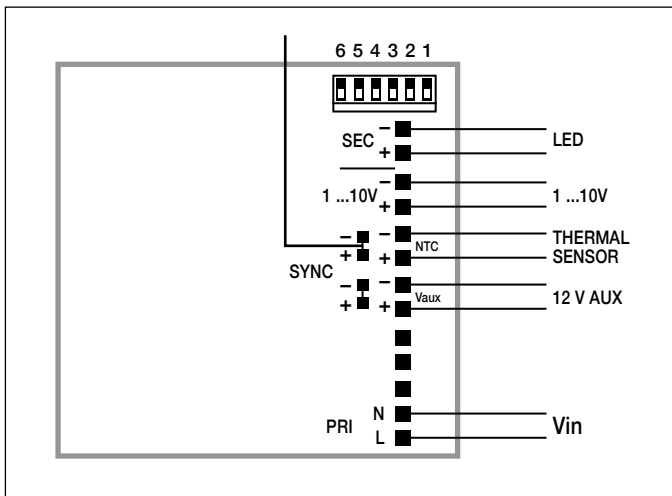 6 5 4 3 2 1
SEC − + LED
1 ...10V − + 1 ...10V
SYNC − + − NTC + THERMAL SENSOR
− + − Vaux + 12 V AUX
PRI N L Vin